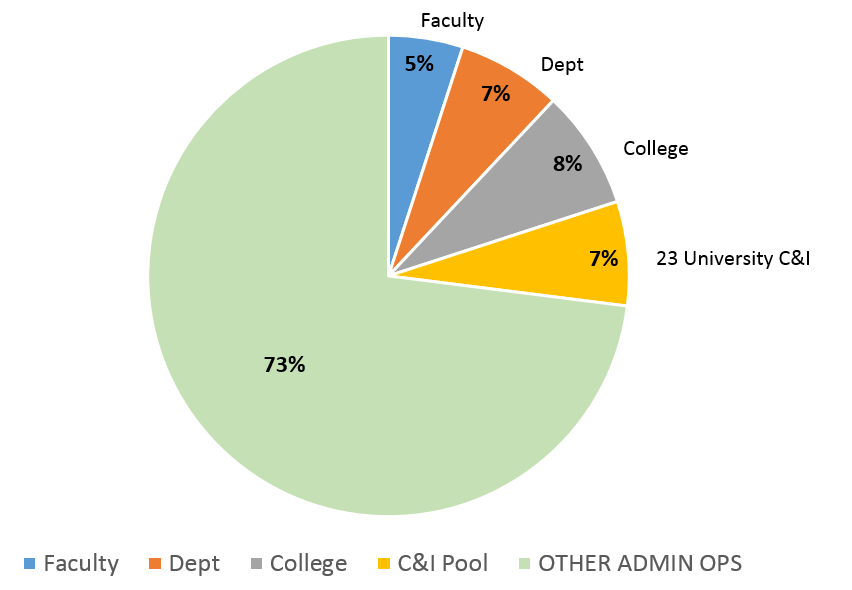 Faculty
5%
Dept
7%
College
8%
23 University C&I
7%
73%
Faculty Dept College C&I Pool OTHER ADMIN OPS